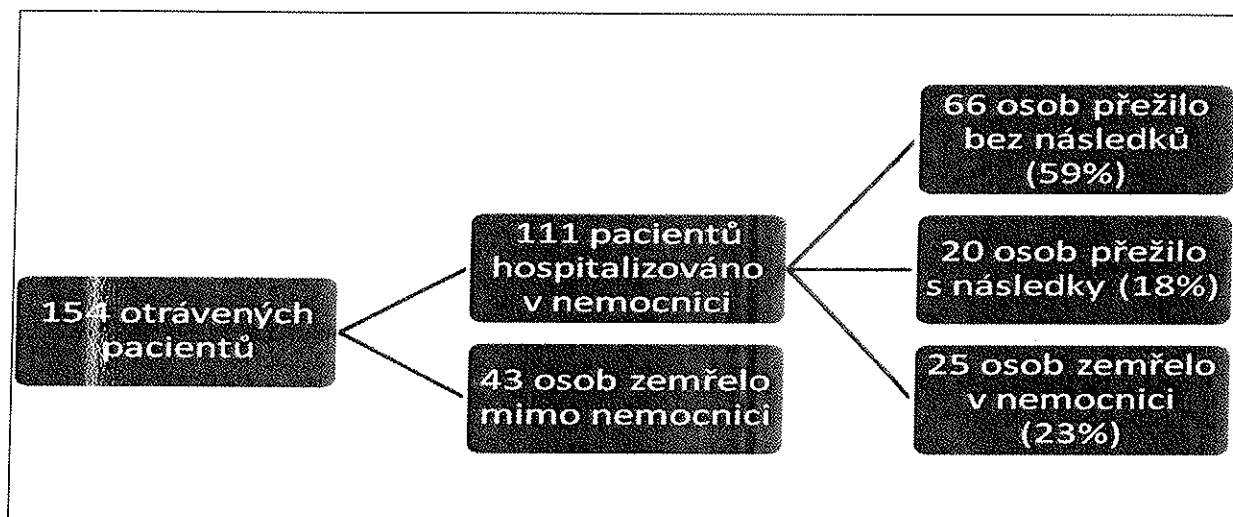 154 otrávených
pacientů
111 pacientů
hospitalizováno
v nemocnici
43 osob zemřelo
mimo nemocnici
66 osob přežilo
bez následků
(59%)
20 osob přežilo
s následky (18%)
25 osob zemřelo
v nemocnici
(23%)